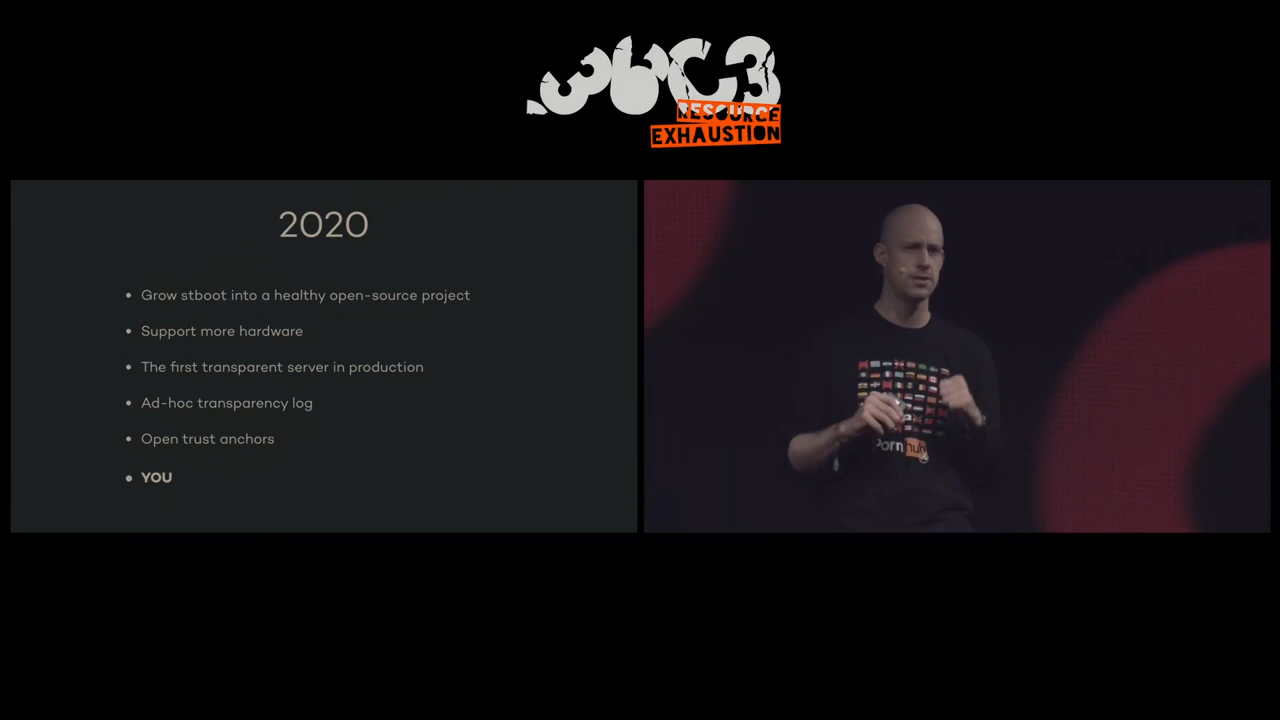 36C3
RESOURCE
EXHAUSTION
2020
• Grow stboot into a healthy open-source project
• Support more hardware
• The first transparent server in production
• Ad-hoc transparency log
• Open trust anchors
• YOU
Pornhub